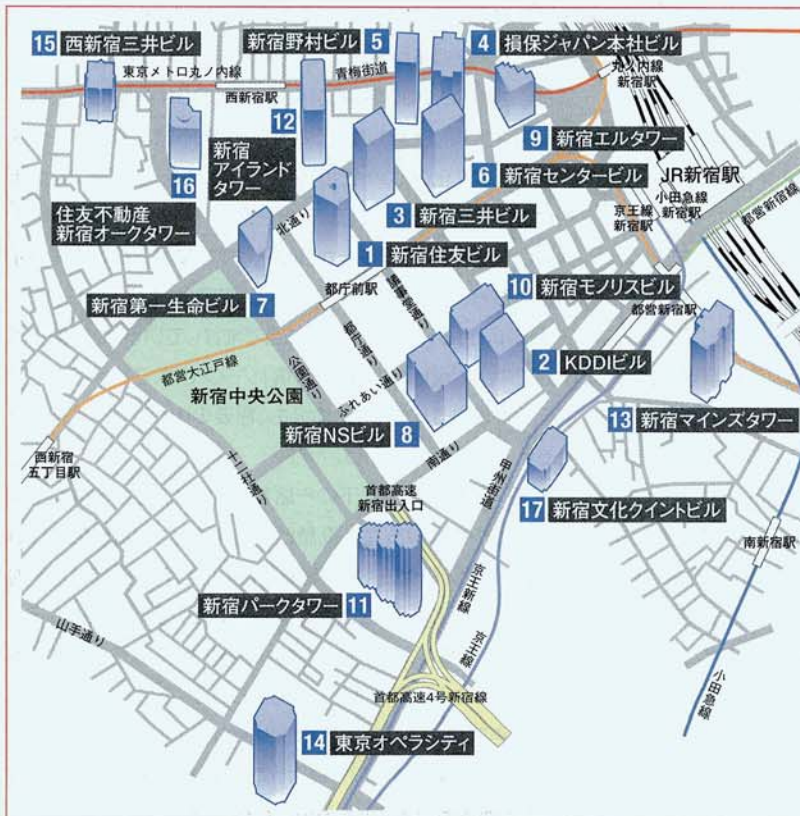 15 西新宿三井ビル
東京メトロ丸ノ内線
西新宿駅
新宿野村ビル 5
青梅街道
4 損保ジャパン本社ビル
丸ノ内線
新宿駅
12
新宿
アイランド
タワー
16
住友不動産
新宿オークタワー
9 新宿エルタワー
6 新宿センタービル
JR新宿駅
小田急線
新宿駅
京王線
新宿駅
都営新宿線
3 新宿三井ビル
北通り
1 新宿住友ビル
都庁前駅
新宿第一生命ビル
7
議事堂通り
都庁通り
10 新宿モノリスビル
都営新宿駅
都営大江戸線
公園通り
新宿中央公園
ふれあい通り
2 KDDIビル
13 新宿マインズタワー
新宿NSビル 8
南通り
甲州街道
西新宿
五丁目駅
十二社通り
首都高速
新宿出入口
17 新宿文化クイントビル
南新宿駅
新宿パークタワー 11
京王新線
京王線
山手通り
小田急線
首都高速4号新宿線
14 東京オペラシティ